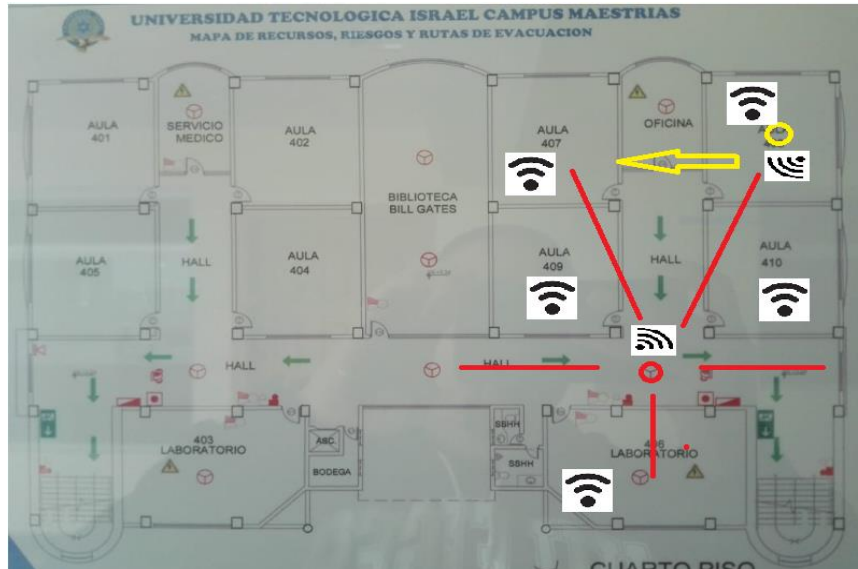 UNIVERSIDAD TECNOLOGICA ISRAEL CAMPUS MAESTRIAS
MAPA DE RECURSOS, RIESGOS Y RUTAS DE EVACUACION
AULA
401
SERVICIO
MEDICO
AULA
402
BIBLIOTECA
BILL GATES
AULA
407
OFICINA
AULA
405
HALL
AULA
404
AULA
409
HALL
AULA
410
HALL
HALL
403
LABORATORIO
ASC
BODEGA
SSHH
SSHH
406
LABORATORIO
CUARTO PISO